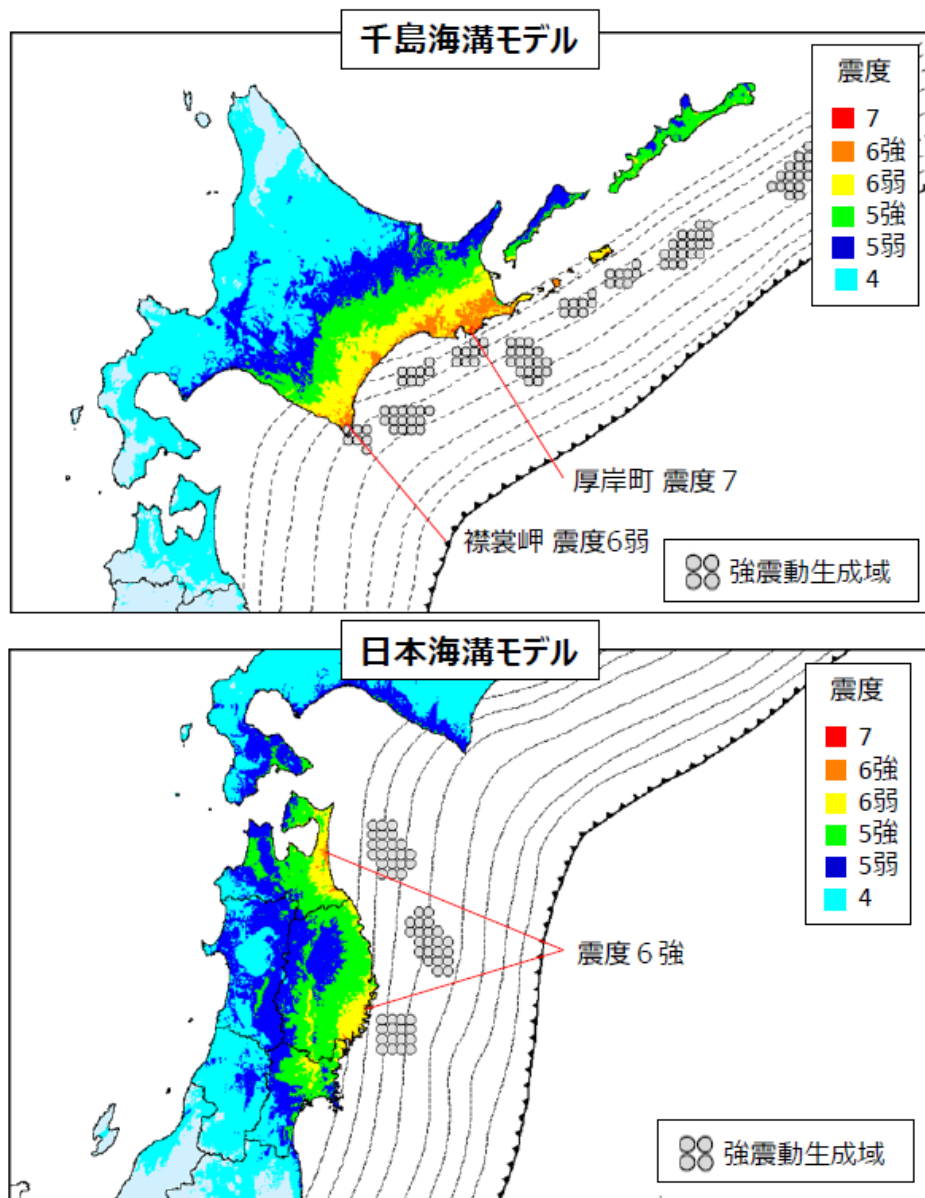 千島海溝モデル
震度
7
6強
6弱
5強
5弱
4
厚岸町 震度7
襟裳岬 震度6弱
強震動生成域
日本海溝モデル
震度
7
6強
6弱
5強
5弱
4
震度6強
強震動生成域